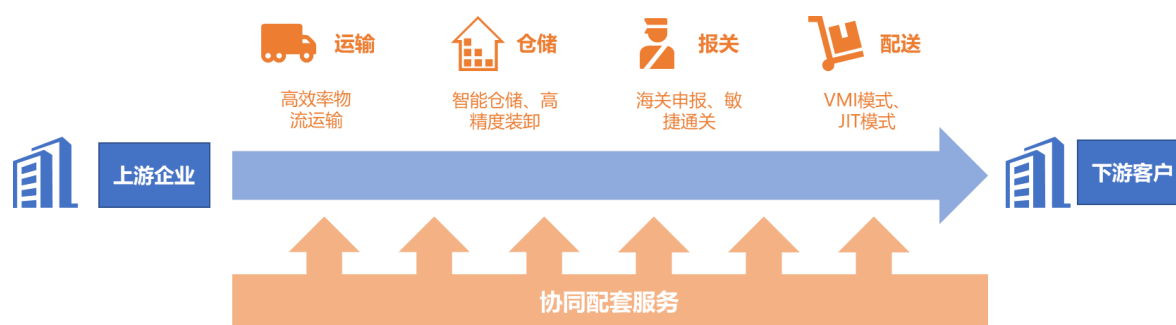 运输
仓储
报关
配送
高效率物
流运输
智能仓储、高
精度装卸
海关申报、敏
捷通关
VMI模式、
JIT模式
上游企业
下游客户
协同配套服务